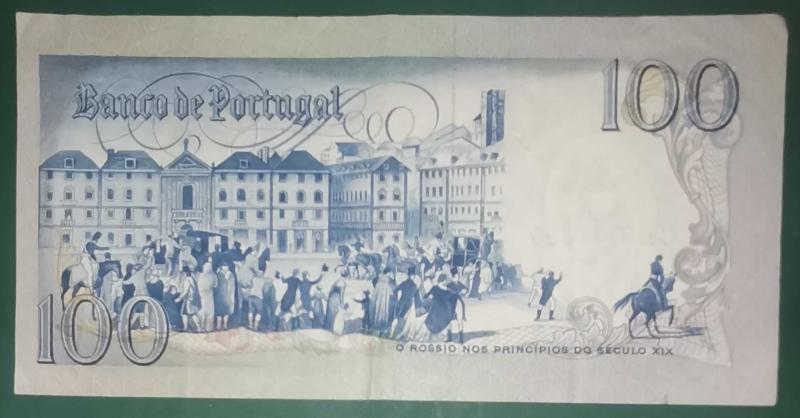 Banco de Portugal
100
100
O ROSSIO NOS PRINCÍPIOS DO SÉCULO XIX